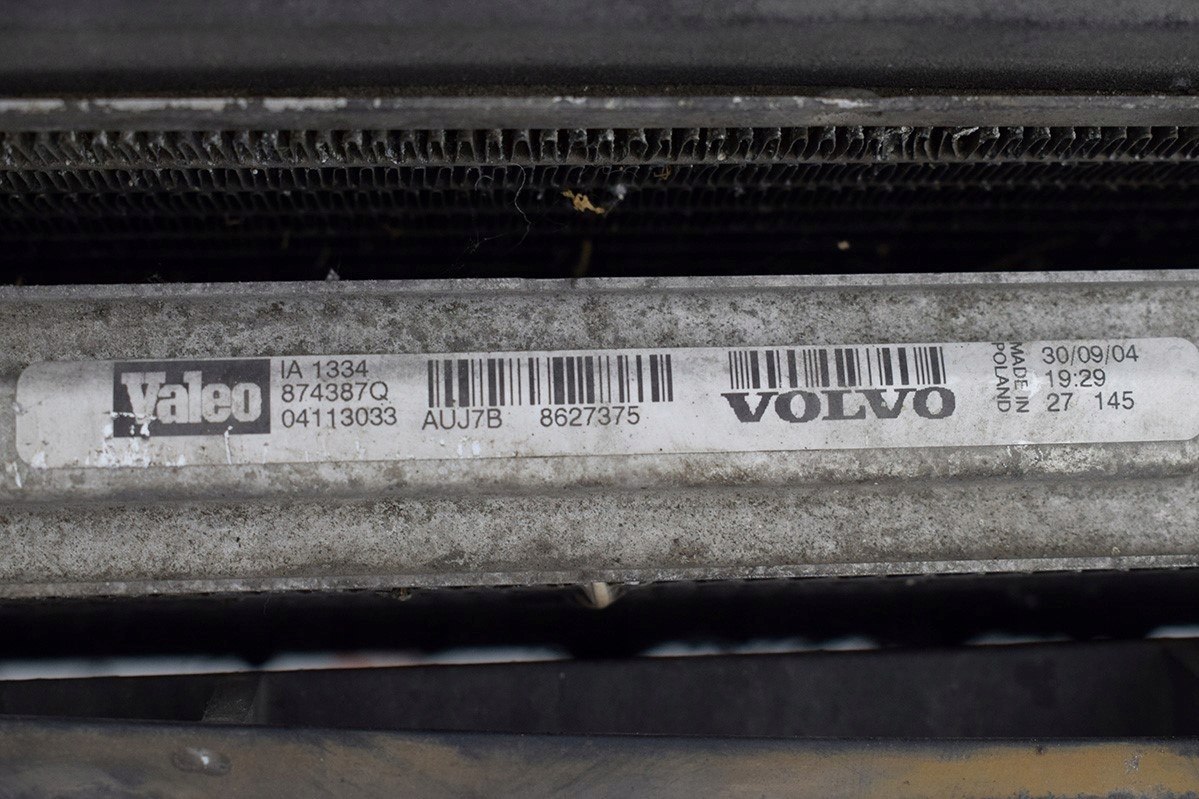 Valeo
IA 1334
874387Q
04113033
AUJ7B 8627375
VOLVO
MADE IN
POLAND
30/09/04
19:29
27 145